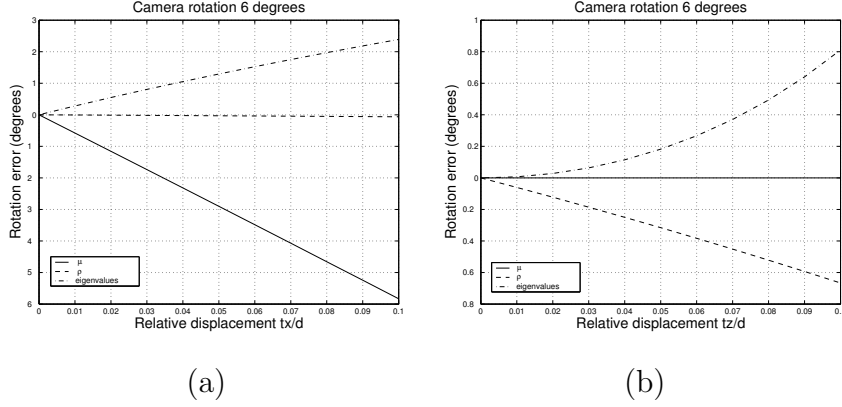 Camera rotation 6 degrees
3
2
1
0
1
2
3
4
5
6
Rotation error (degrees)
μ
ρ
eigenvalues
0 0.01 0.02 0.03 0.04 0.05 0.06 0.07 0.08 0.09 0.1
Relative displacement tx/d
(a)
Camera rotation 6 degrees
1
0.8
0.6
0.4
0.2
0
0.2
0.4
0.6
0.8
Rotation error (degrees)
μ
ρ
eigenvalues
0 0.01 0.02 0.03 0.04 0.05 0.06 0.07 0.08 0.09 0.1
Relative displacement tz/d
(b)